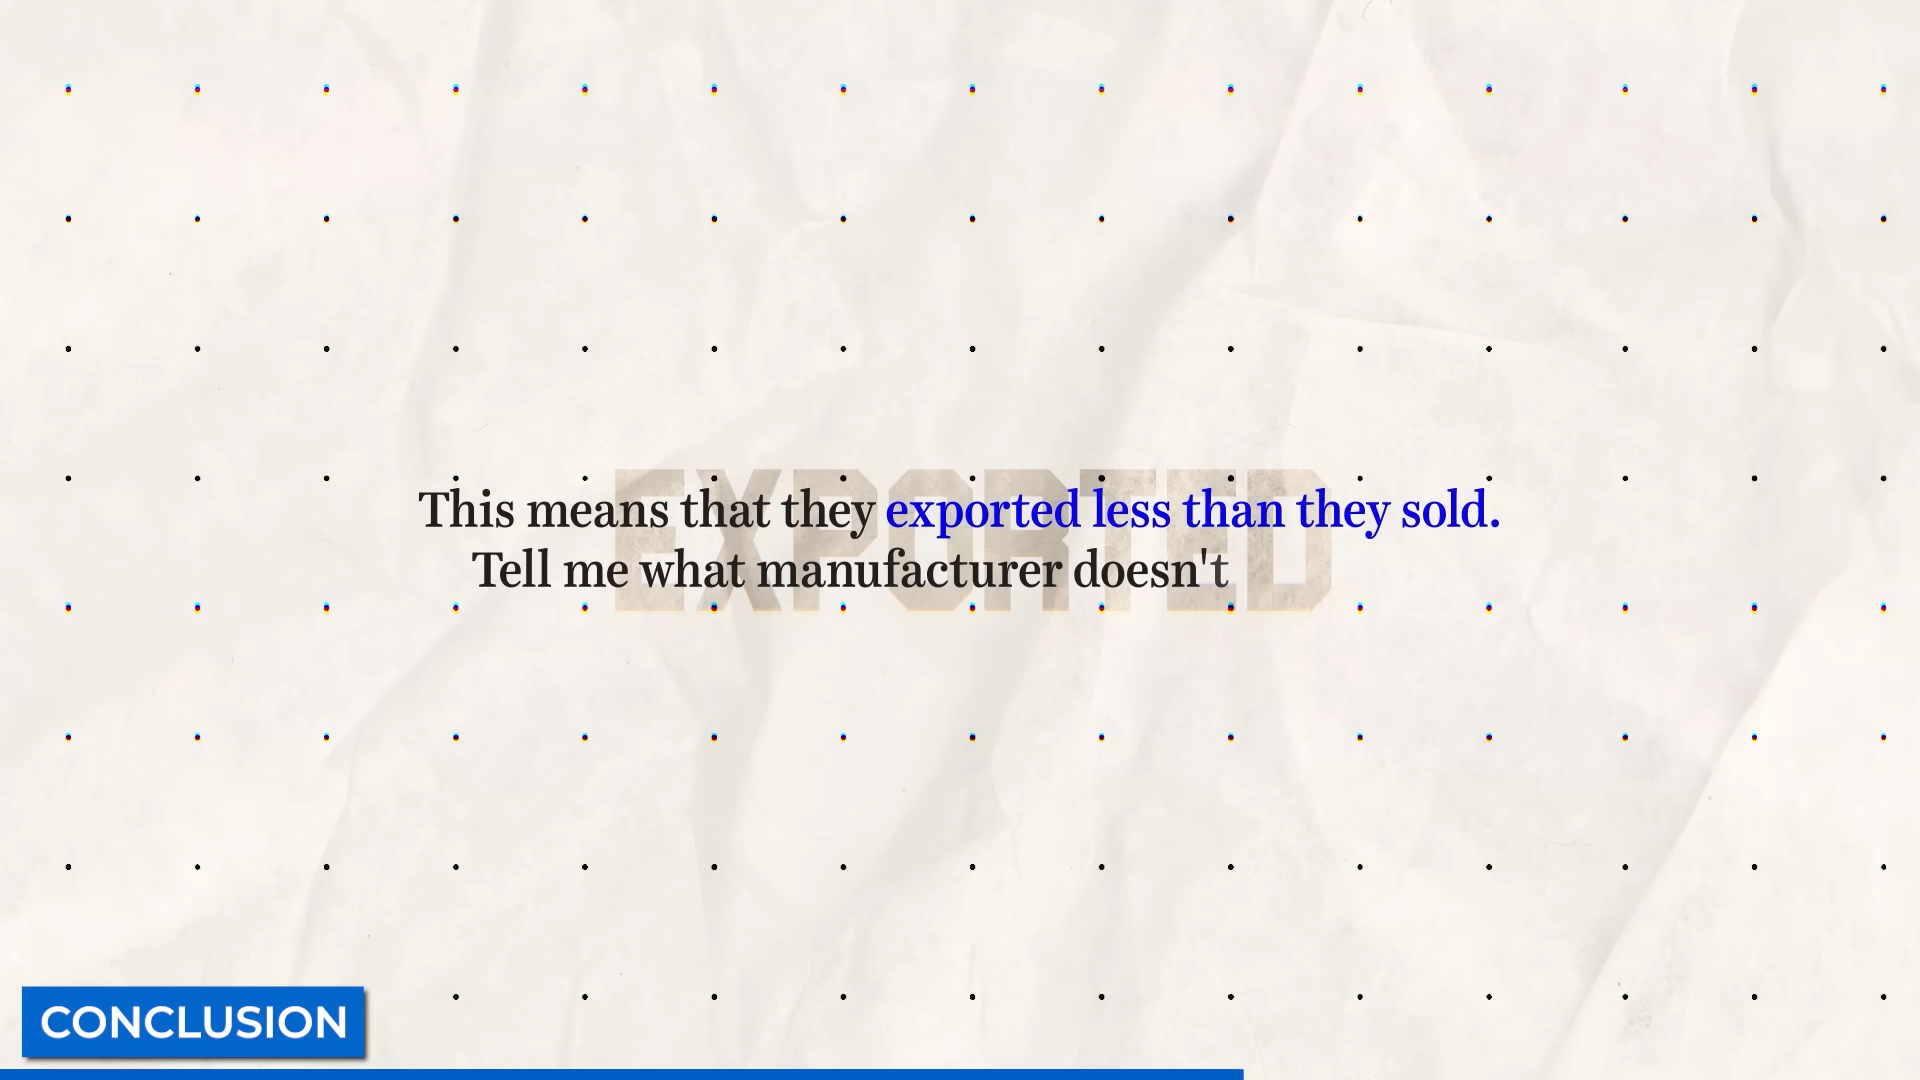 EXPORTED
This means that they exported less than they sold.
Tell me what manufacturer doesn't
CONCLUSION